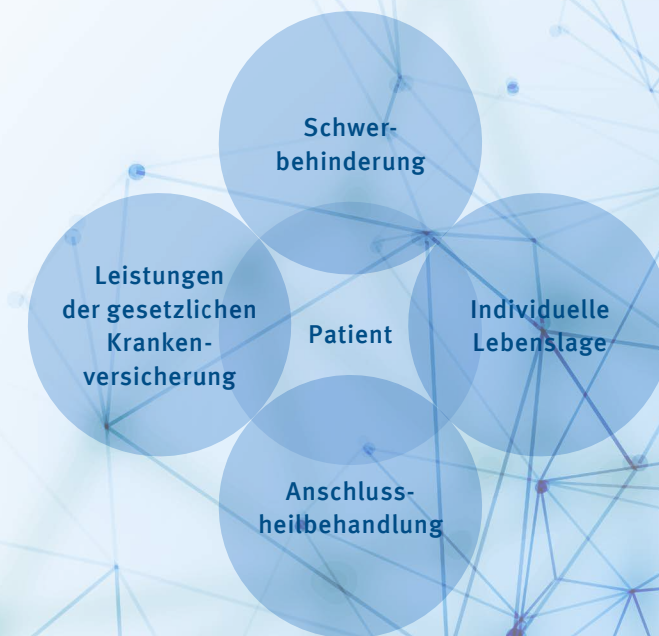 Schwer-
behinderung
Leistungen
der gesetzlichen
Kranken-
versicherung
Patient
Individuelle
Lebenslage
Anschluss-
heilbehandlung